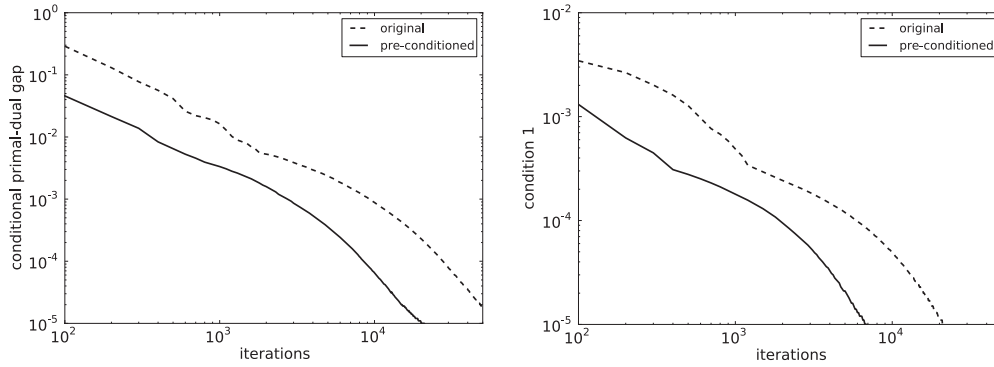 10^0
10^-1
10^-2
10^-3
10^-4
10^-5
conditional primal-dual gap
10^2
10^3
10^4
iterations
original
pre-conditioned
10^-2
10^-3
10^-4
10^-5
condition 1
10^2
10^3
10^4
iterations
original
pre-conditioned